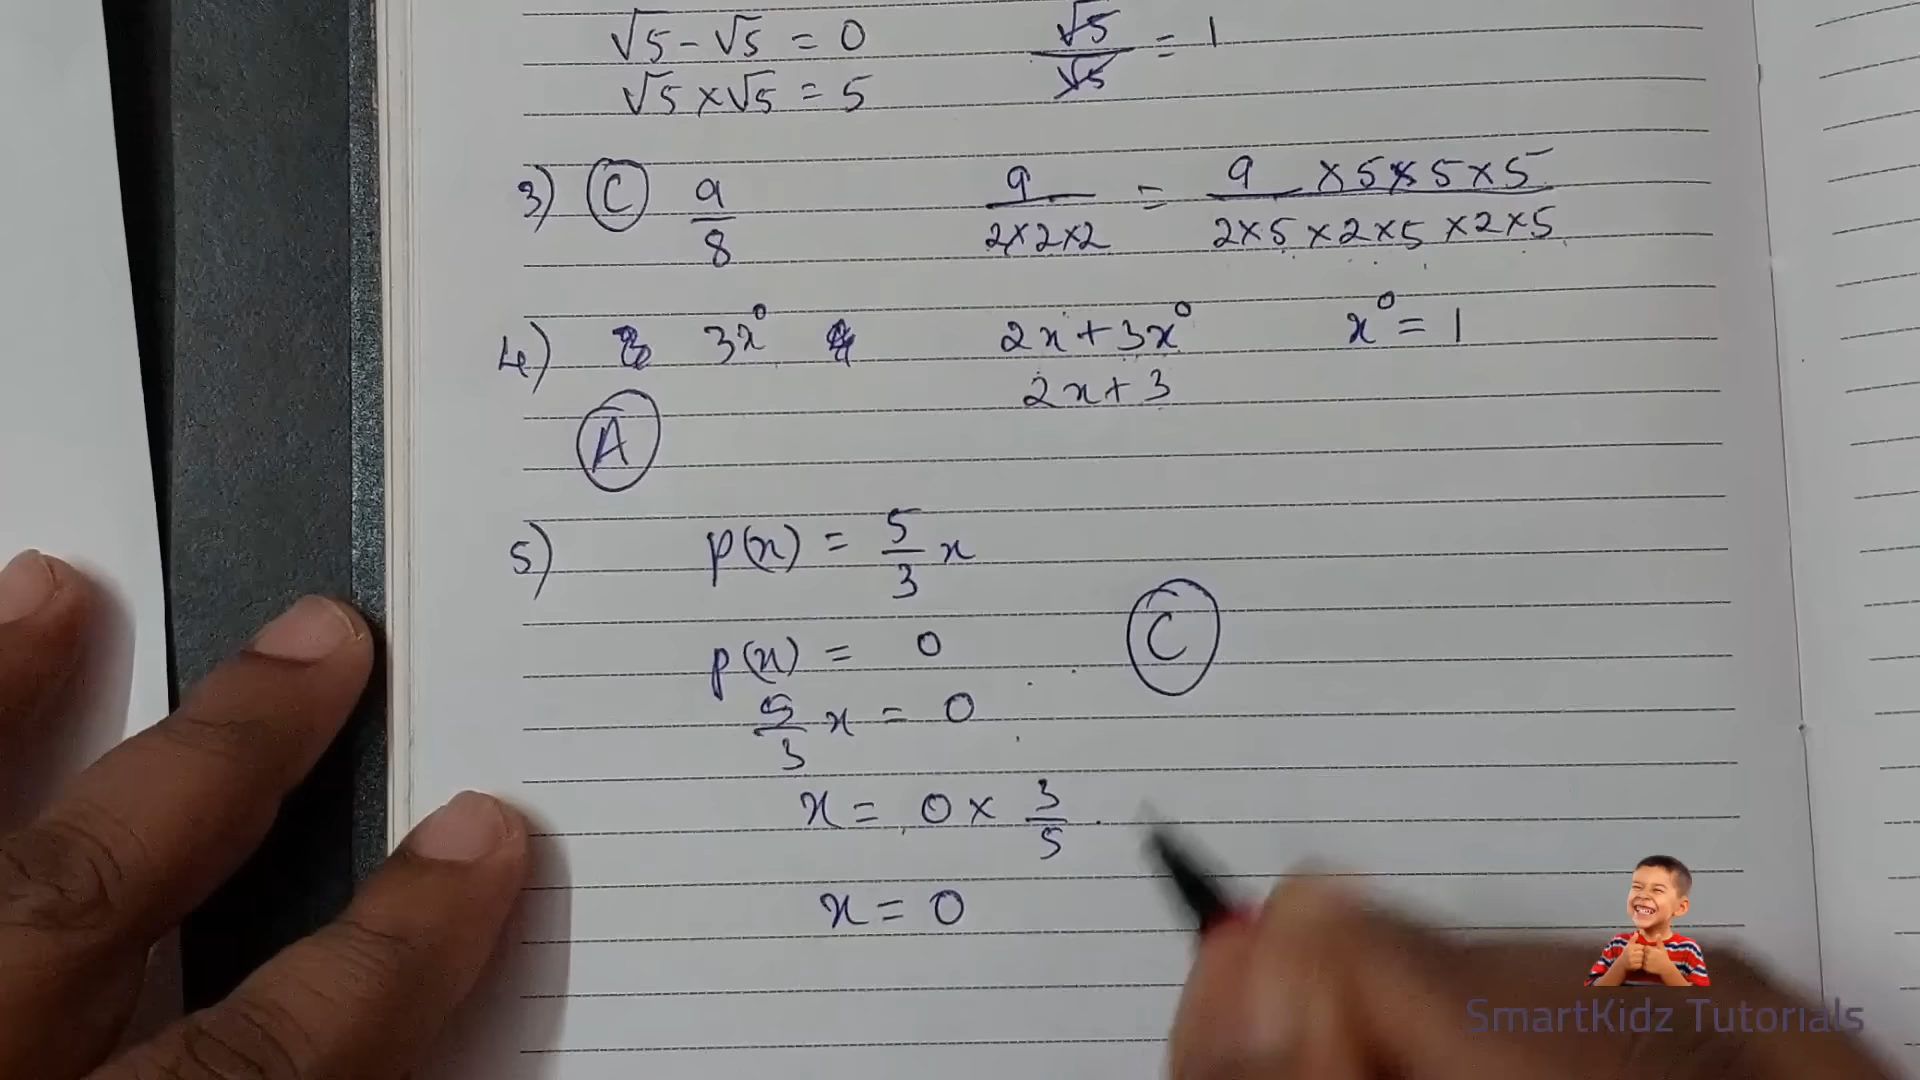 √5 - √5 = 0    √5/√5 = 1
√5 × √5 = 5
3) C 9/8    9/2×2×2 = 9 × 5 × 5 × 5/2×5 × 2×5 × 2×5
4) 3x⁰    2x + 3x⁰    x⁰ = 1
2x + 3
A
5) p(x) = 5/3 x
C
p(x) = 0
5/3 x = 0
x = 0 × 3/5
x = 0
SmartKidz Tutorials